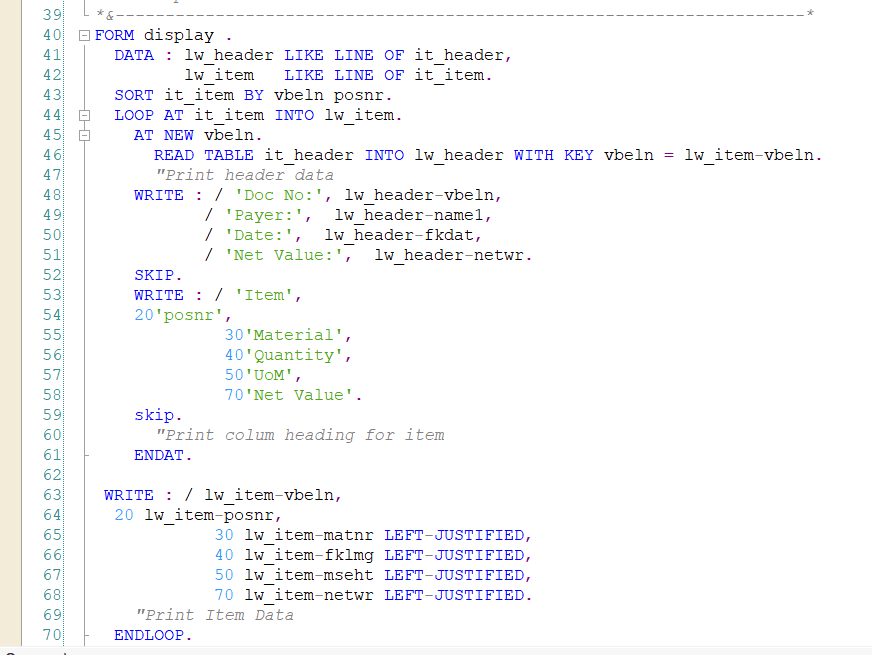 39 *&---------------------------------------------------------------------*
40 FORM display .
41   DATA : lw_header LIKE LINE OF it_header,
42          lw_item   LIKE LINE OF it_item.
43   SORT it_item BY vbeln posnr.
44   LOOP AT it_item INTO lw_item.
45     AT NEW vbeln.
46       READ TABLE it_header INTO lw_header WITH KEY vbeln = lw_item-vbeln.
47       "Print header data
48     WRITE : / 'Doc No:', lw_header-vbeln,
49            / 'Payer:',  lw_header-name1,
50            / 'Date:',  lw_header-fkdat,
51            / 'Net Value:',  lw_header-netwr.
52     SKIP.
53     WRITE : / 'Item',
54     20'posnr',
55              30'Material',
56              40'Quantity',
57              50'UoM',
58              70'Net Value'.
59     skip.
60       "Print colum heading for item
61     ENDAT.
62
63  WRITE : / lw_item-vbeln,
64   20 lw_item-posnr,
65             30 lw_item-matnr LEFT-JUSTIFIED,
66             40 lw_item-fklmg LEFT-JUSTIFIED,
67             50 lw_item-mseht LEFT-JUSTIFIED,
68             70 lw_item-netwr LEFT-JUSTIFIED.
69     "Print Item Data
70   ENDLOOP.